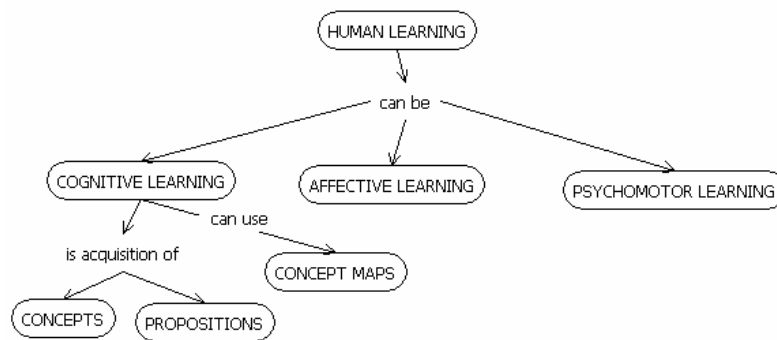 HUMAN LEARNING
can be
COGNITIVE LEARNING
AFFECTIVE LEARNING
PSYCHOMOTOR LEARNING
can use
is acquisition of
CONCEPT MAPS
CONCEPTS
PROPOSITIONS